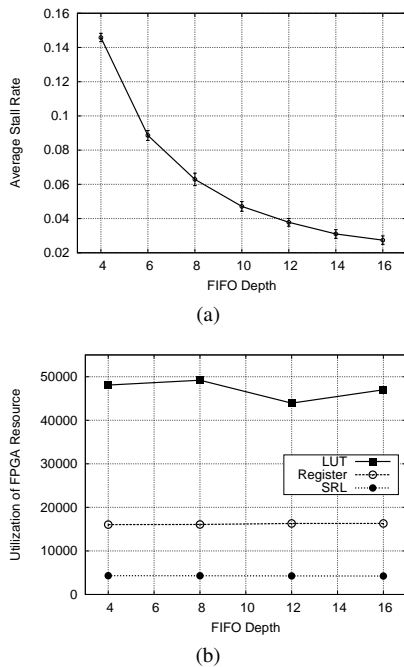 0.16
0.14
0.12
0.1
0.08
0.06
0.04
0.02
Average Stall Rate
4 6 8 10 12 14 16
FIFO Depth
(a)
50000
40000
30000
20000
10000
0
Utilization of FPGA Resource
LUT
Register
SRL
4 6 8 10 12 14 16
FIFO Depth
(b)